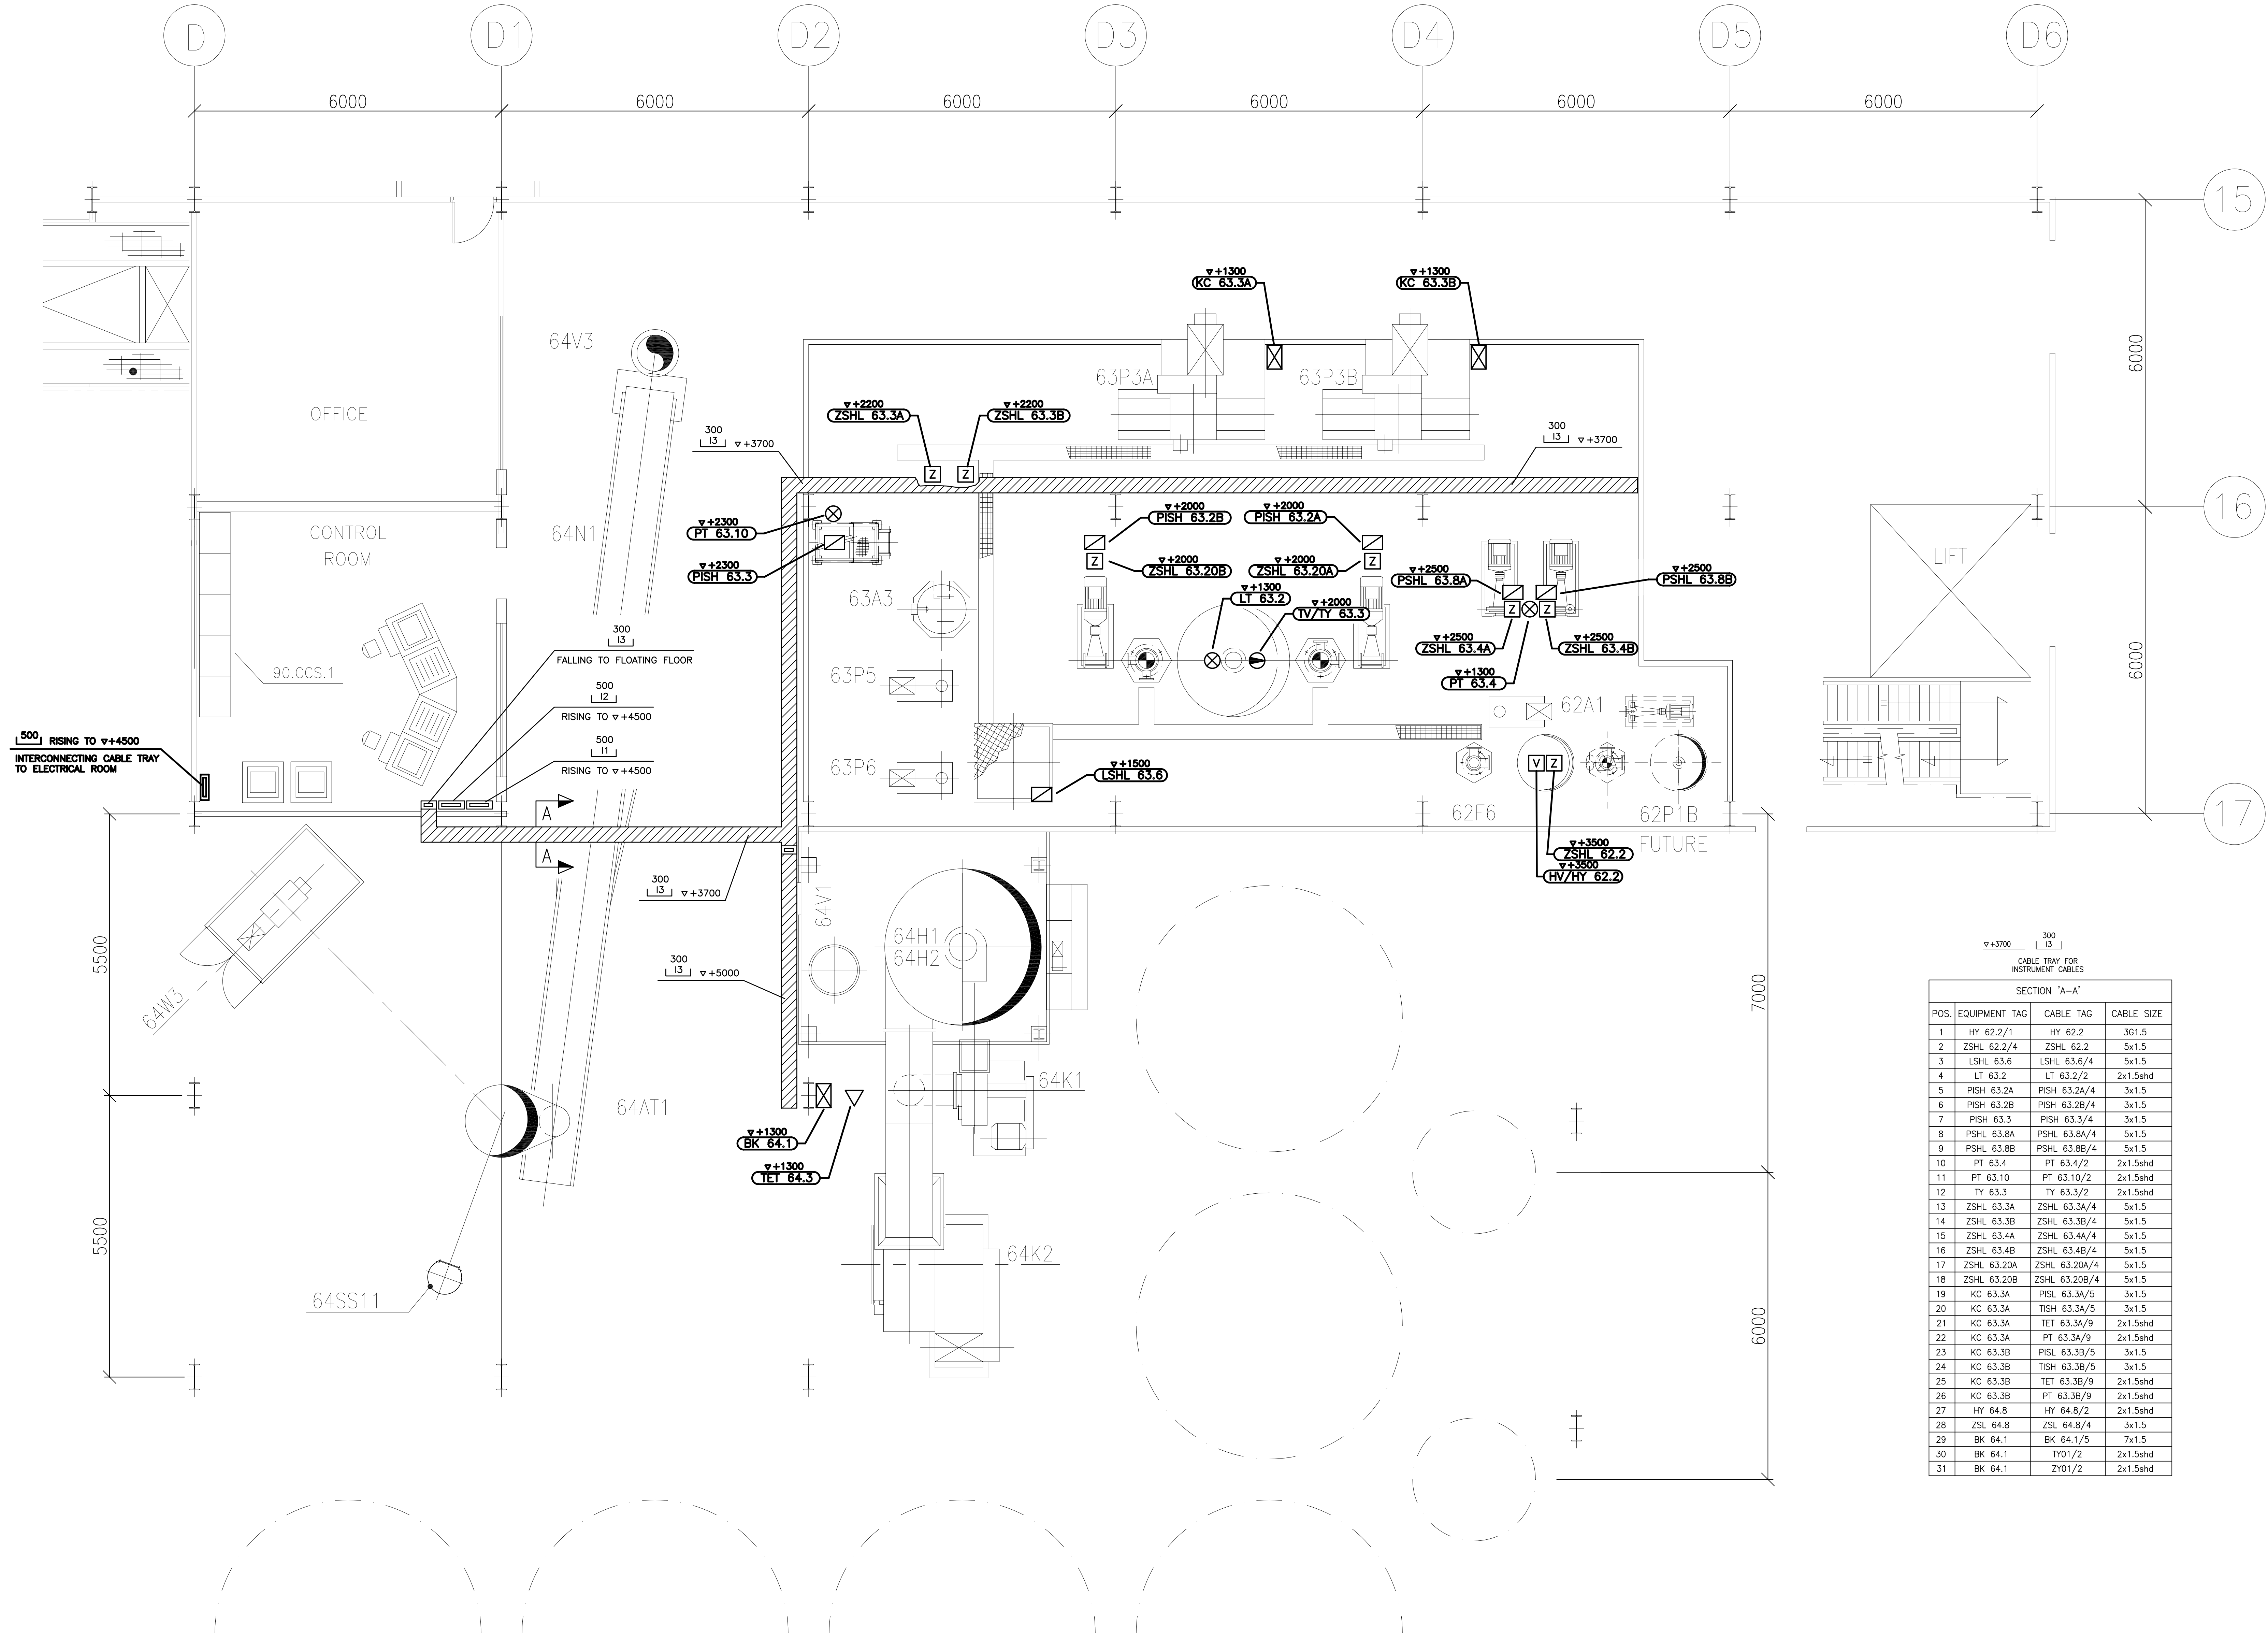 D D1 D2 D3 D4 D5 D6
6000 6000 6000 6000 6000 6000
15
▿+1300
KC 63.3A
▿+1300
KC 63.3B
64V3
63P3A
63P3B
6000
OFFICE
▿+2200
ZSHL 63.3A
▿+2200
ZSHL 63.3B
300
I3 ▿+3700
300
I3 ▿+3700
Z Z
16
CONTROL
ROOM
64N1
▿+2300
PT 63.10
▿+2300
PISH 63.3
▿+2000
PISH 63.2B
▿+2000
PISH 63.2A
Z Z
▿+2000
ZSHL 63.20B
▿+2000
ZSHL 63.20A
LIFT
▿+2500
PSHL 63.8A
▿+2500
PSHL 63.8B
63A3
▿+1300
LT 63.2
▿+2000
TV/TY 63.3
Z Z
▿+2500
ZSHL 63.4A
▿+2500
ZSHL 63.4B
▿+1300
PT 63.4
6000
300
I3
FALLING TO FLOATING FLOOR
90.CCS.1
63P5
500
I2
RISING TO ▿+4500
62A1
500 RISING TO ▿+4500
INTERCONNECTING CABLE TRAY
TO ELECTRICAL ROOM
500
I1
RISING TO ▿+4500
63P6
▿+1500
LSHL 63.6
V Z
A
A
62F6
62P1B
FUTURE
17
▿+3500
ZSHL 62.2
▿+3500
HV/HY 62.2
300
I3 ▿+3700
64V1
64H1
64H2
5500
64W3
300
I3 ▿+5000
7000
64K1
64AT1
▿+1300
BK 64.1
▿+1300
TET 64.3
5500
64K2
64SS11
6000
▿+3700
300
I3
CABLE TRAY FOR
INSTRUMENT CABLES
SECTION 'A-A'
POS. EQUIPMENT TAG CABLE TAG CABLE SIZE
1 HY 62.2/1 HY 62.2 3G1.5
2 ZSHL 62.2/4 ZSHL 62.2 5x1.5
3 LSHL 63.6 LSHL 63.6/4 5x1.5
4 LT 63.2 LT 63.2/2 2x1.5shd
5 PISH 63.2A PISH 63.2A/4 3x1.5
6 PISH 63.2B PISH 63.2B/4 3x1.5
7 PISH 63.3 PISH 63.3/4 3x1.5
8 PSHL 63.8A PSHL 63.8A/4 5x1.5
9 PSHL 63.8B PSHL 63.8B/4 5x1.5
10 PT 63.4 PT 63.4/2 2x1.5shd
11 PT 63.10 PT 63.10/2 2x1.5shd
12 TY 63.3 TY 63.3/2 2x1.5shd
13 ZSHL 63.3A ZSHL 63.3A/4 5x1.5
14 ZSHL 63.3B ZSHL 63.3B/4 5x1.5
15 ZSHL 63.4A ZSHL 63.4A/4 5x1.5
16 ZSHL 63.4B ZSHL 63.4B/4 5x1.5
17 ZSHL 63.20A ZSHL 63.20A/4 5x1.5
18 ZSHL 63.20B ZSHL 63.20B/4 5x1.5
19 KC 63.3A PISL 63.3A/5 3x1.5
20 KC 63.3A TISH 63.3A/5 3x1.5
21 KC 63.3A TET 63.3A/9 2x1.5shd
22 KC 63.3A PT 63.3A/9 2x1.5shd
23 KC 63.3B PISL 63.3B/5 3x1.5
24 KC 63.3B TISH 63.3B/5 3x1.5
25 KC 63.3B TET 63.3B/9 2x1.5shd
26 KC 63.3B PT 63.3B/9 2x1.5shd
27 HY 64.8 HY 64.8/2 2x1.5shd
28 ZSL 64.8 ZSL 64.8/4 3x1.5
29 BK 64.1 BK 64.1/5 7x1.5
30 BK 64.1 TY01/2 2x1.5shd
31 BK 64.1 ZY01/2 2x1.5shd